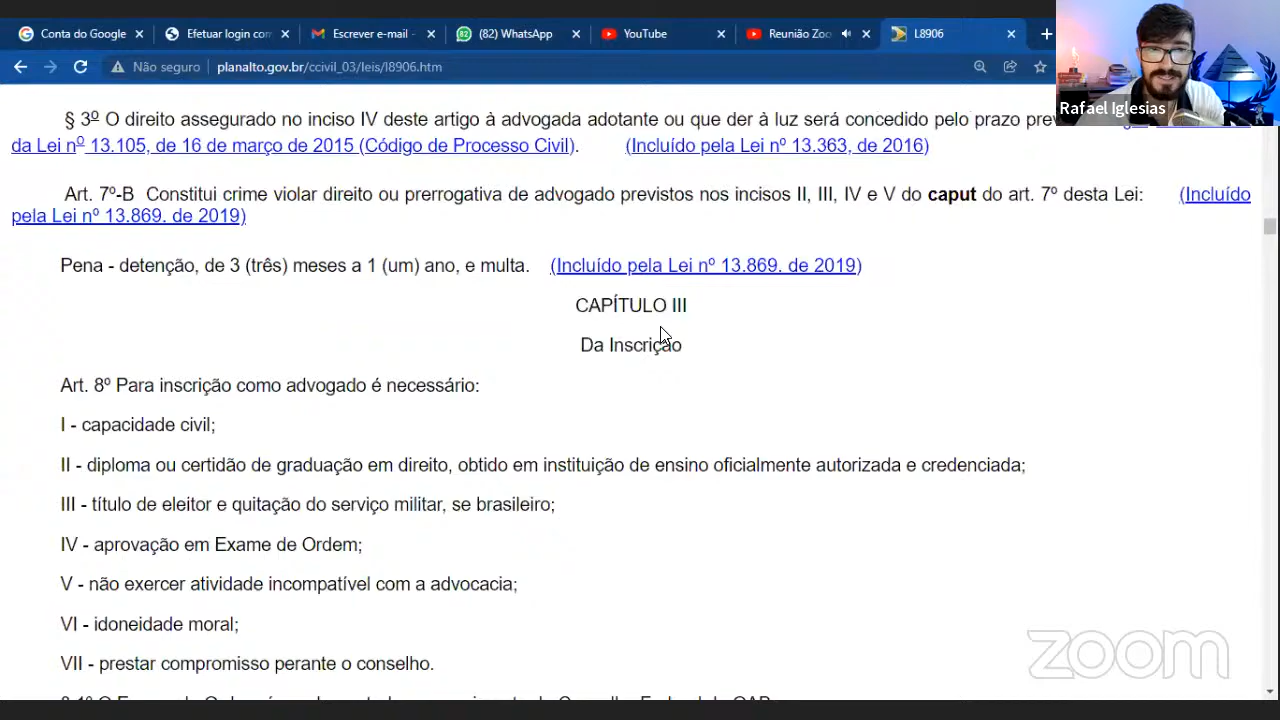 Conta do Google
Efetuar login con
Escrever e-mail -
(82) WhatsApp
YouTube
Reunião Zoo
L8906
Não seguro
planalto.gov.br/ccivil_03/leis/l8906.htm
Rafael Iglesias
§ 3º O direito assegurado no inciso IV deste artigo à advogada adotante ou que der à luz será concedido pelo prazo prev
da Lei nº 13.105, de 16 de março de 2015 (Código de Processo Civil). (Incluído pela Lei nº 13.363, de 2016)
Art. 7º-B Constitui crime violar direito ou prerrogativa de advogado previstos nos incisos II, III, IV e V do caput do art. 7º desta Lei: (Incluído
pela Lei nº 13.869. de 2019)
Pena - detenção, de 3 (três) meses a 1 (um) ano, e multa. (Incluído pela Lei nº 13.869. de 2019)
CAPÍTULO III
Da Inscrição
Art. 8º Para inscrição como advogado é necessário:
I - capacidade civil;
II - diploma ou certidão de graduação em direito, obtido em instituição de ensino oficialmente autorizada e credenciada;
III - título de eleitor e quitação do serviço militar, se brasileiro;
IV - aprovação em Exame de Ordem;
V - não exercer atividade incompatível com a advocacia;
VI - idoneidade moral;
VII - prestar compromisso perante o conselho.
zoom